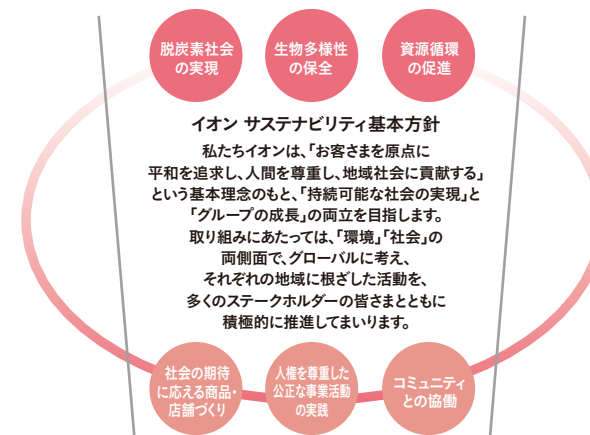 脱炭素社会
の実現
生物多様性
の保全
資源循環
の促進
イオン サステナビリティ基本方針
私たちイオンは、「お客さまを原点に
平和を追求し、人間を尊重し、地域社会に貢献する」
という基本理念のもと、「持続可能な社会の実現」と
「グループの成長」の両立を目指します。
取り組みにあたっては、「環境」「社会」の
両側面で、グローバルに考え、
それぞれの地域に根ざした活動を、
多くのステークホルダーの皆さまとともに
積極的に推進してまいります。
社会の期待
に応える商品・
店舗づくり
人権を尊重した
公正な事業活動
の実践
コミュニティ
との協働